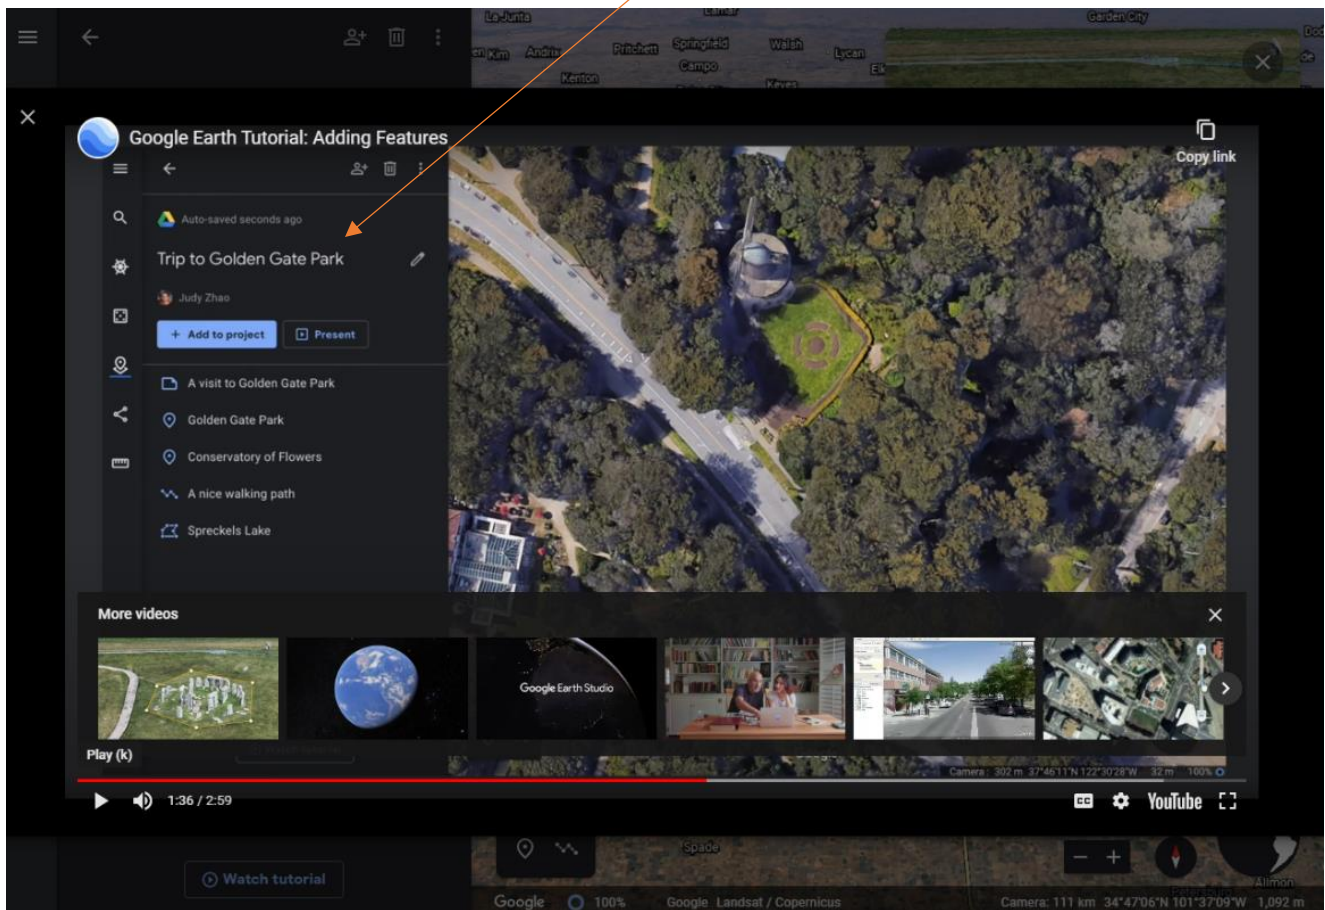 La Junta
Lamar
Garden City
Kim
Andrix
Pritchett
Springfield
Walsh
Lycan
Campo
Kenton
Keyes
Google Earth Tutorial: Adding Features
Copy link
Auto-saved seconds ago
Trip to Golden Gate Park
Judy Zhao
+ Add to project
Present
A visit to Golden Gate Park
Golden Gate Park
Conservatory of Flowers
A nice walking path
Spreckels Lake
More videos
Google Earth Studio
Play (k)
Camera: 302 m 37°46'11"N 122°30'28"W 32 m 100%
1:36 / 2:59
CC
YouTube
Spade
Watch tutorial
Google 100% Google Landsat / Copernicus Camera: 111 km 34°47'06"N 101°37'09"W 1,092 m